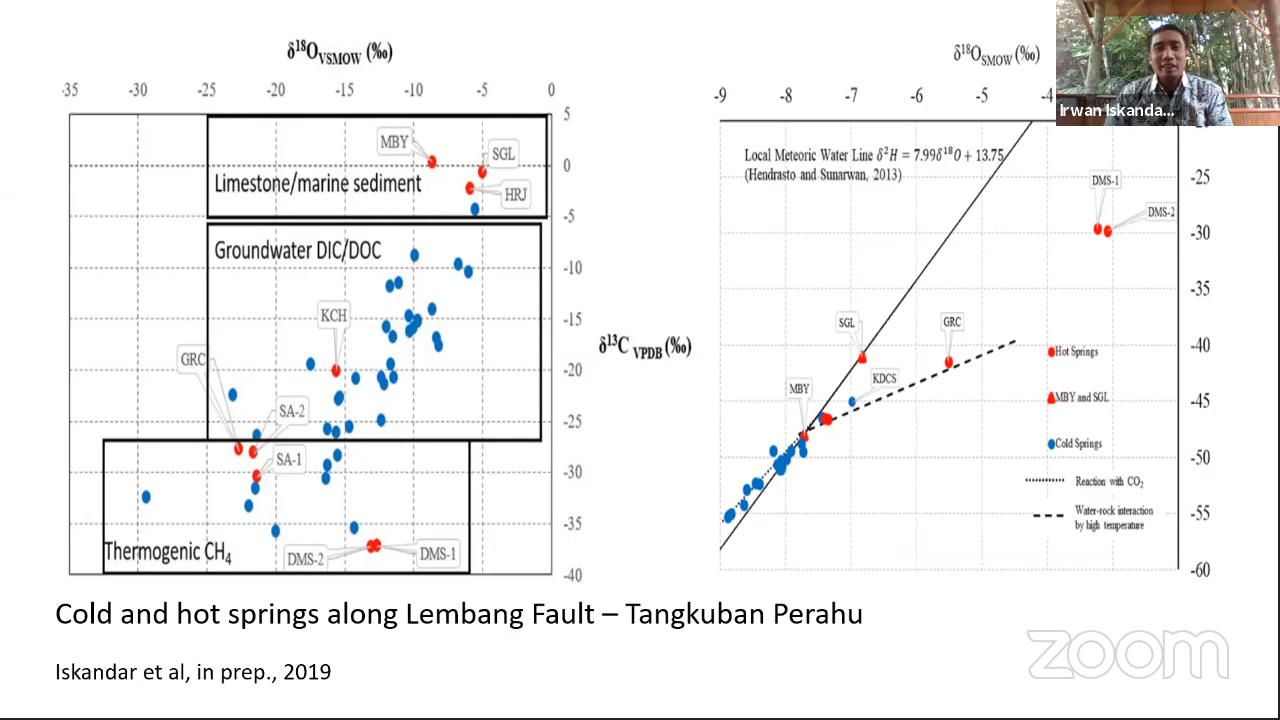 δ¹⁸O VSMOW (‰)
-35 -30 -25 -20 -15 -10 -5 0
5
0
-5
-10
-15
-20
-25
-30
-35
-40
MBY
SGL
HRJ
Limestone/marine sediment
Groundwater DIC/DOC
KCH
GRC
SA-2
SA-1
Thermogenic CH₄
DMS-2
DMS-1
δ¹³C VPDB (‰)
δ¹⁸O SMOW (‰)
-9 -8 -7 -6 -5 -4
Irwan Iskanda...
Local Meteoric Water Line δ²H = 7.99δ¹⁸O + 13.75
(Hendrasto and Sunarwan, 2013)
-25
-30
-35
-40
-45
-50
-55
-60
DMS-1
DMS-2
SGL
GRC
MBY
KDCS
Hot Springs
MBY and SGL
Cold Springs
Reaction with CO₂
Water-rock interaction
by high temperature
Cold and hot springs along Lembang Fault – Tangkuban Perahu
Iskandar et al, in prep., 2019
zoom